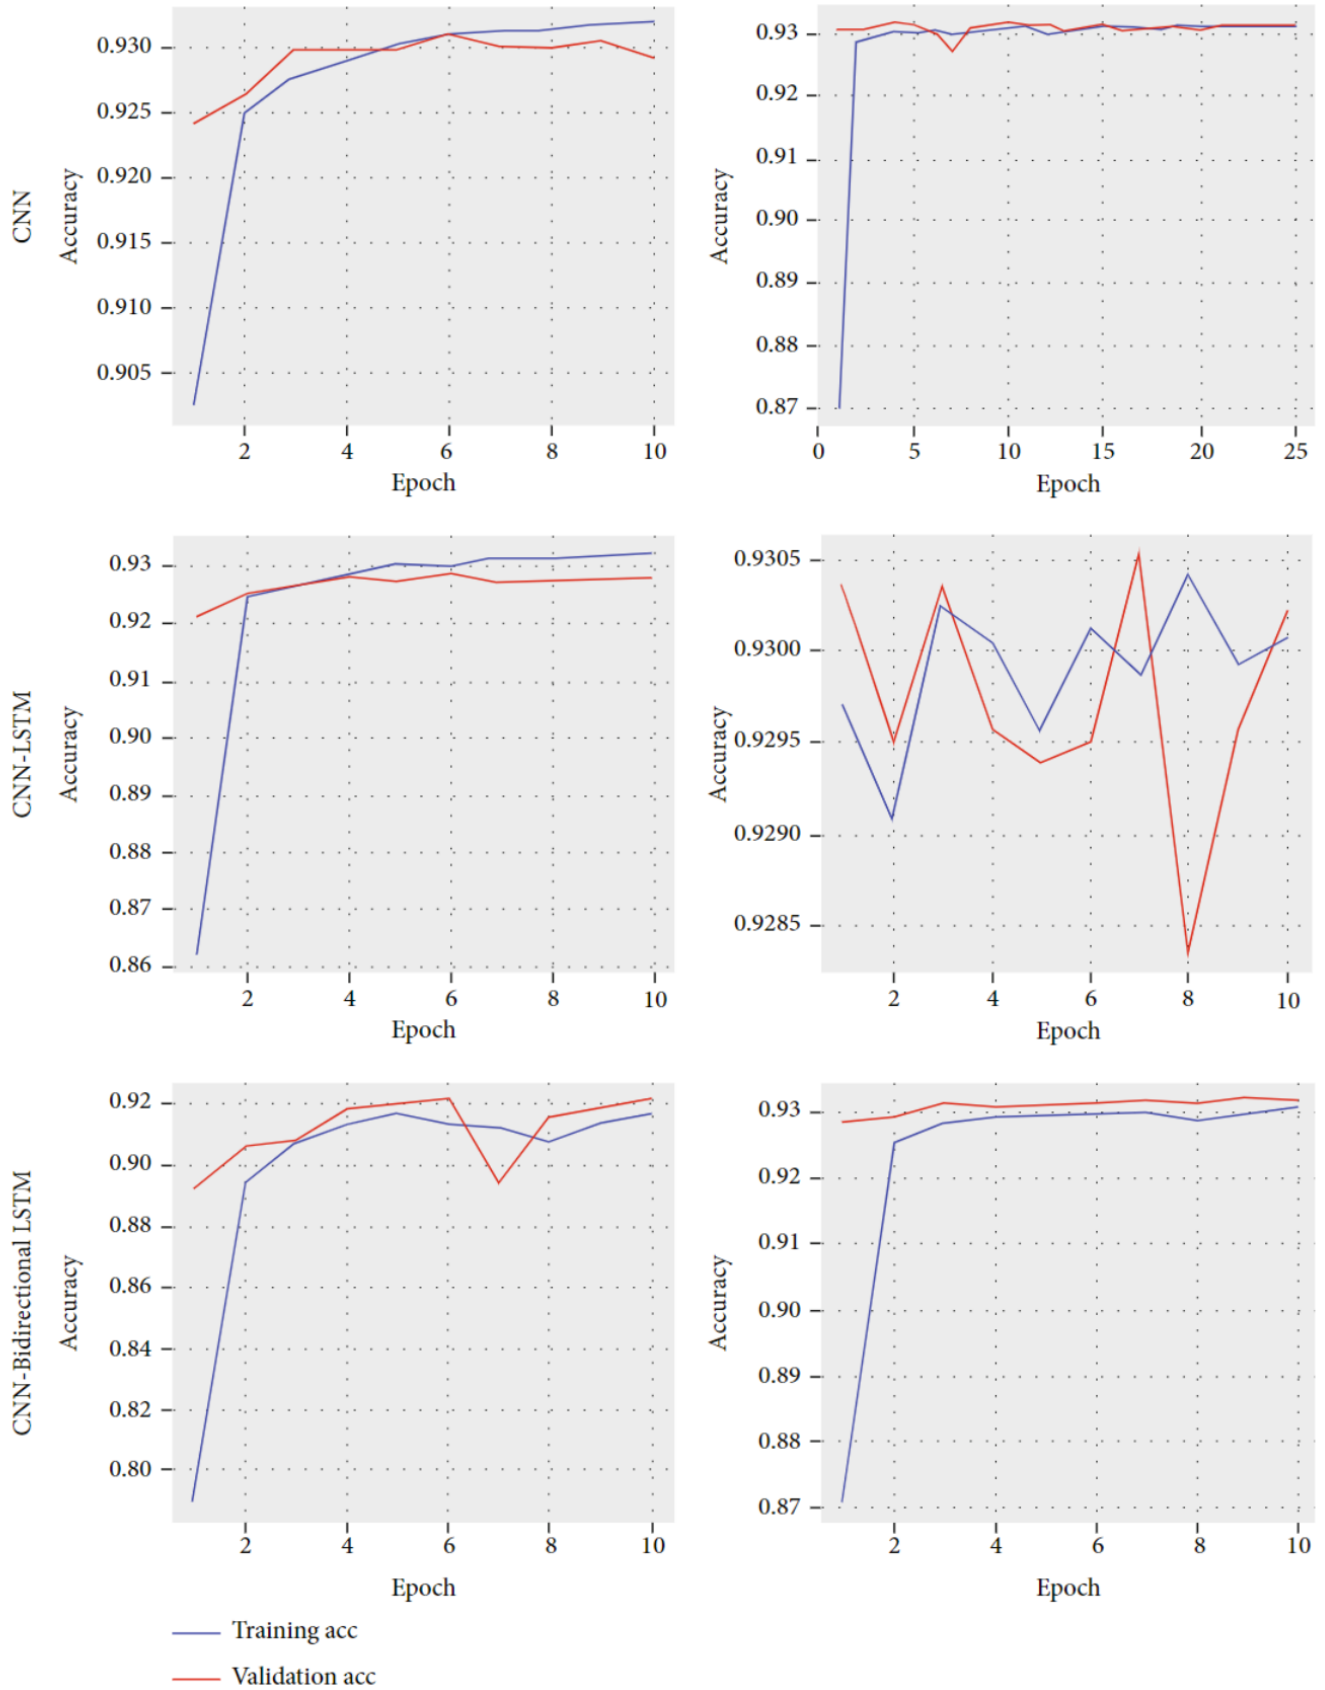 CNN
Accuracy
0.930
0.925
0.920
0.915
0.910
0.905
2 4 6 8 10
Epoch
Accuracy
0.93
0.92
0.91
0.90
0.89
0.88
0.87
0 5 10 15 20 25
Epoch
CNN-LSTM
Accuracy
0.93
0.92
0.91
0.90
0.89
0.88
0.87
0.86
2 4 6 8 10
Epoch
Accuracy
0.9305
0.9300
0.9295
0.9290
0.9285
2 4 6 8 10
Epoch
CNN-Bidirectional LSTM
Accuracy
0.92
0.90
0.88
0.86
0.84
0.82
0.80
2 4 6 8 10
Epoch
Accuracy
0.93
0.92
0.91
0.90
0.89
0.88
0.87
2 4 6 8 10
Epoch
Training acc
Validation acc